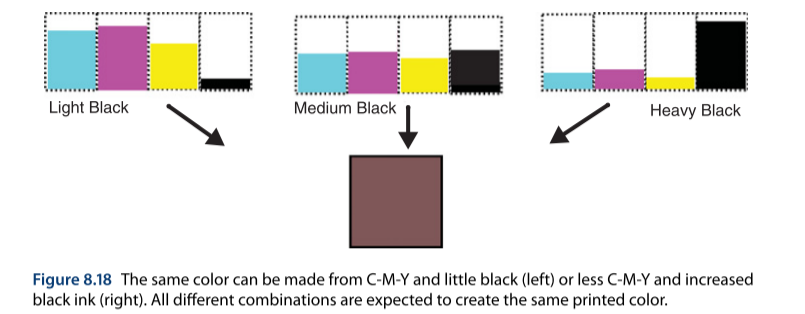 Light Black
Medium Black
Heavy Black
Figure 8.18 The same color can be made from C-M-Y and little black (left) or less C-M-Y and increased
black ink (right). All different combinations are expected to create the same printed color.